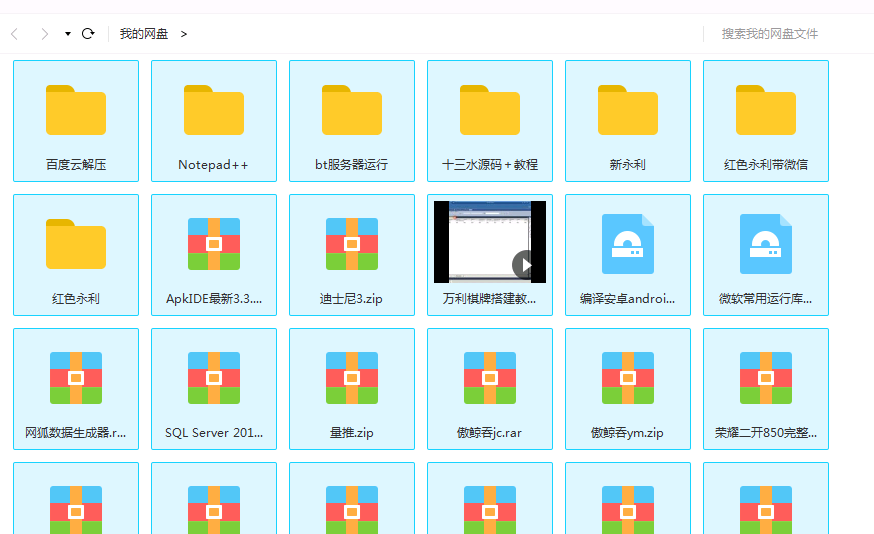 我的网盘 >
搜索我的网盘文件
百度云解压
Notepad++
bt服务器运行
十三水源码＋教程
新永利
红色永利带微信
红色永利
ApkIDE最新3.3....
迪士尼3.zip
万利棋牌搭建教...
编译安卓androi...
微软常用运行库...
网狐数据生成器.r...
SQL Server 201...
量推.zip
傲鲸吞jc.rar
傲鲸吞ym.zip
荣耀二开850完整...